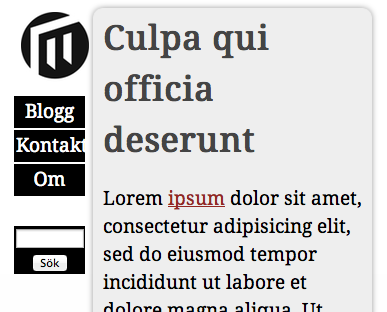 Blogg
Kontakt
Om
Sök
Culpa qui
officia
deserunt
Lorem ipsum dolor sit amet,
consectetur adipisicing elit,
sed do eiusmod tempor
incididunt ut labore et
dolore magna aliqua. Ut